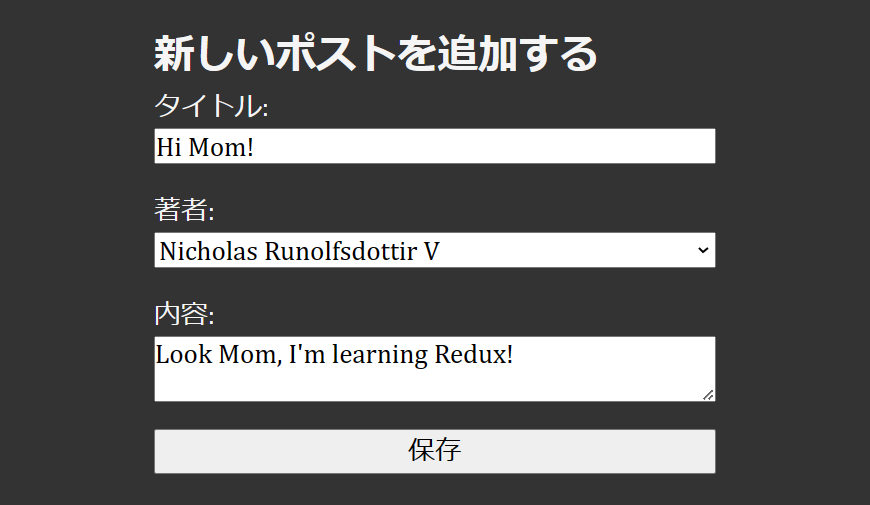 新しいポストを追加する
タイトル:
Hi Mom!
著者:
Nicholas Runolfsdottir V
内容:
Look Mom, I'm learning Redux!
保存